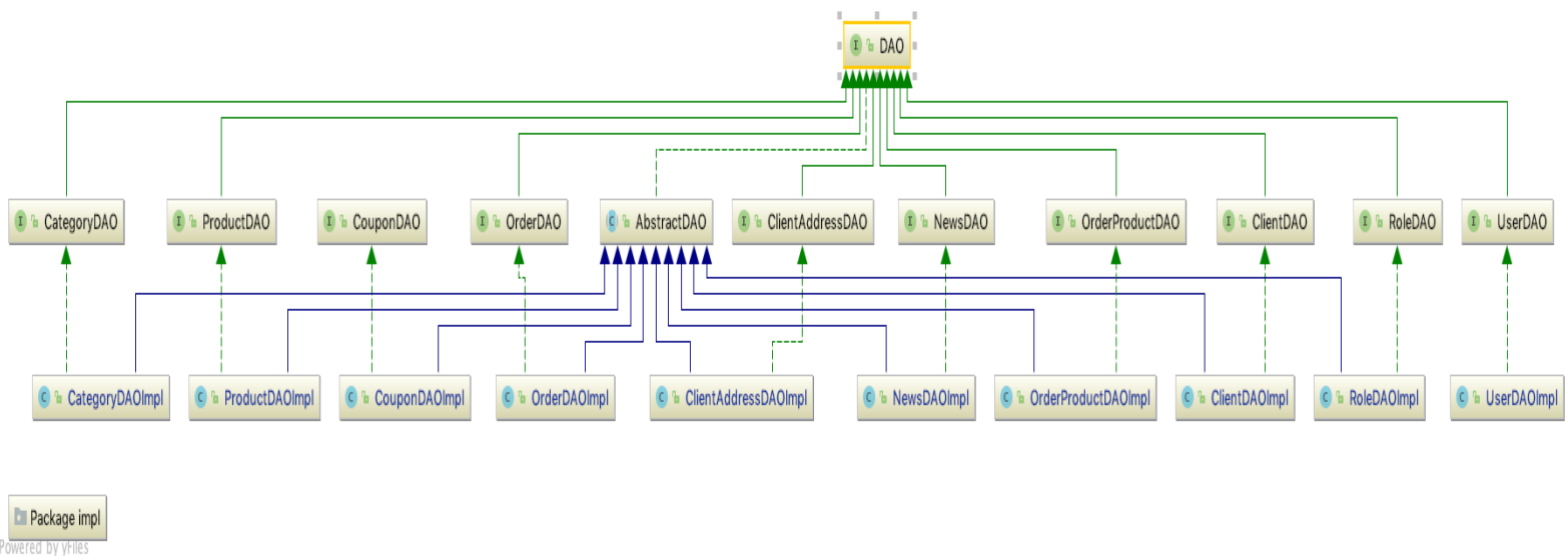 DAO
CategoryDAO
ProductDAO
CouponDAO
OrderDAO
AbstractDAO
ClientAddressDAO
NewsDAO
OrderProductDAO
ClientDAO
RoleDAO
UserDAO
CategoryDAOImpl
ProductDAOImpl
CouponDAOImpl
OrderDAOImpl
ClientAddressDAOImpl
NewsDAOImpl
OrderProductDAOImpl
ClientDAOImpl
RoleDAOImpl
UserDAOImpl
Package impl
Powered by yFiles